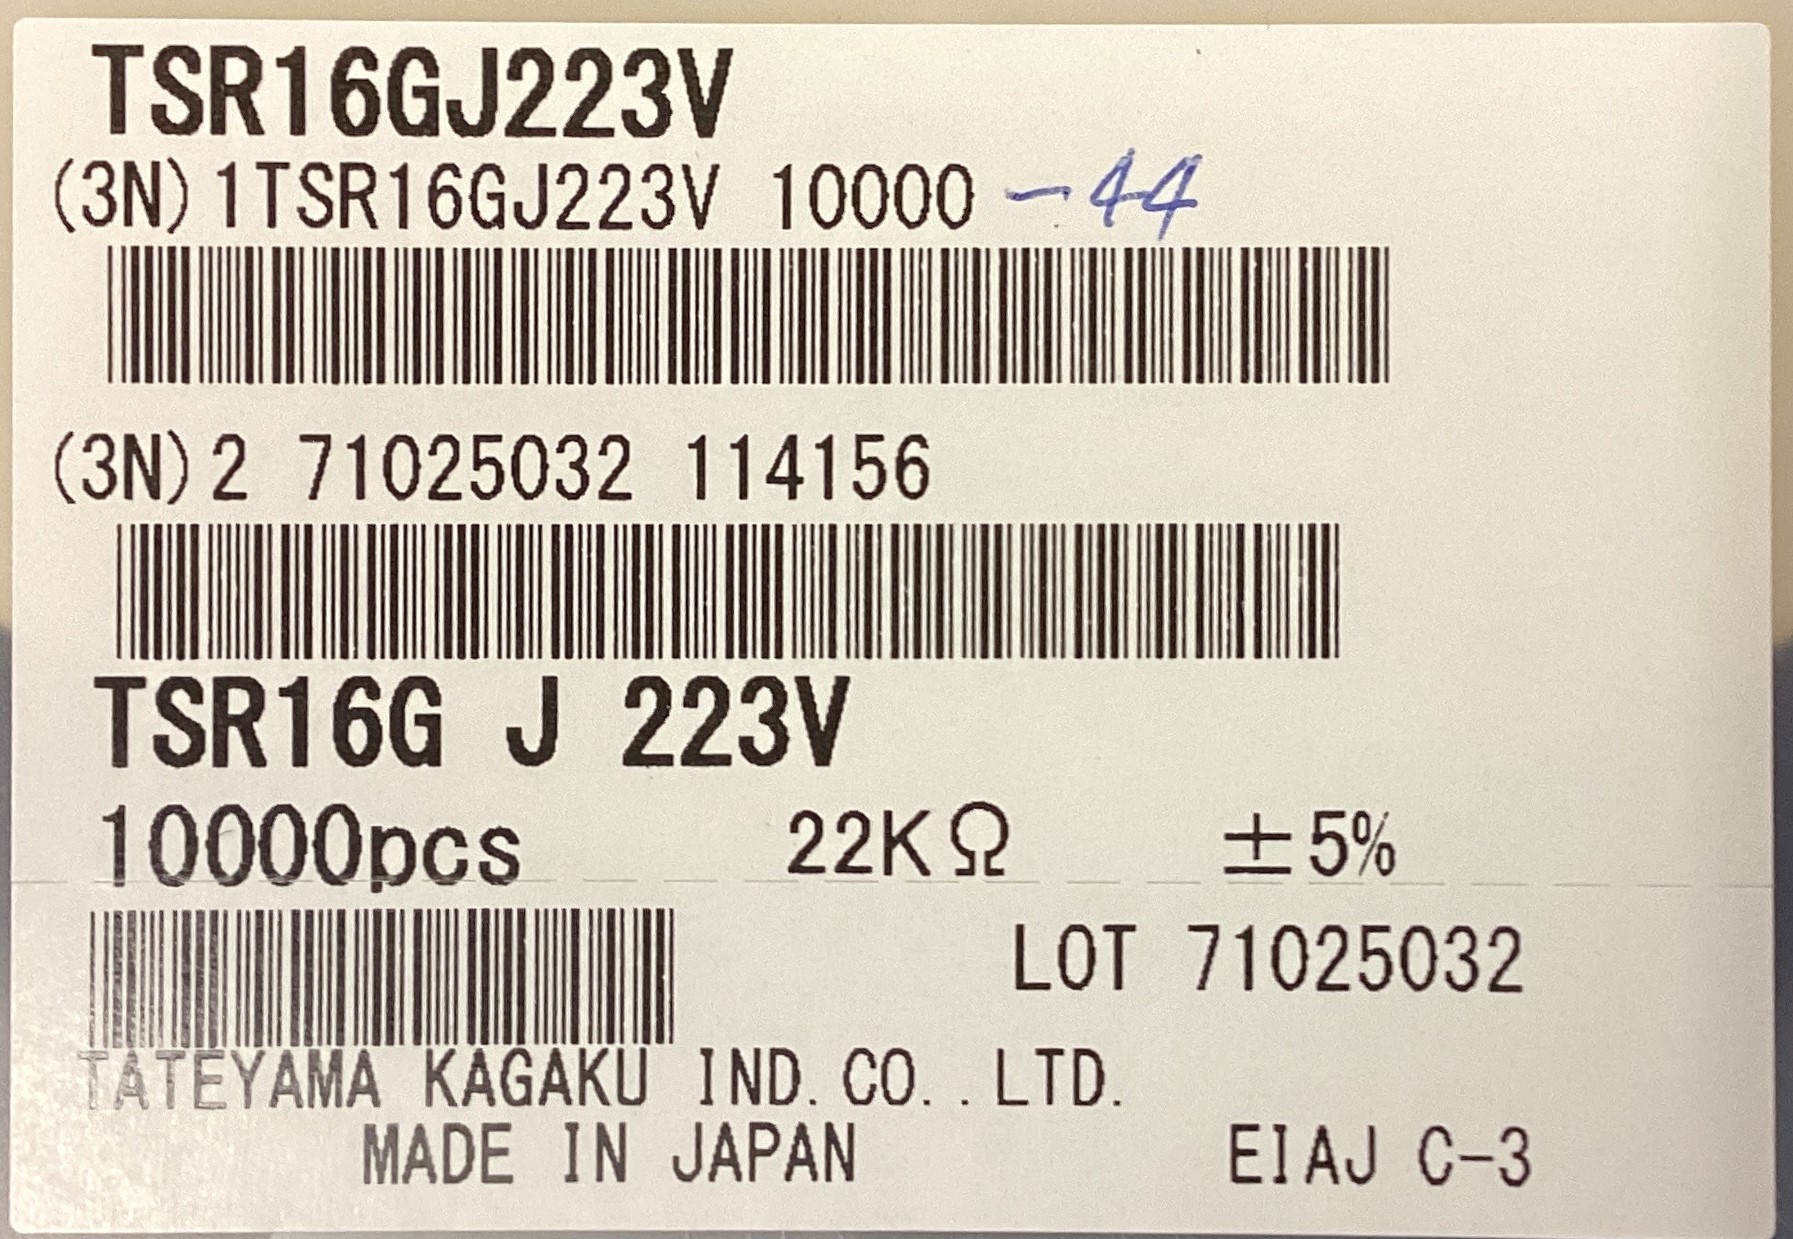 TSR16GJ223V
(3N)1TSR16GJ223V 10000 -44
(3N)2 71025032 114156
TSR16G J 223V
10000pcs 22KΩ ±5%
LOT 71025032
TATEYAMA KAGAKU IND.CO..LTD.
MADE IN JAPAN EIAJ C-3